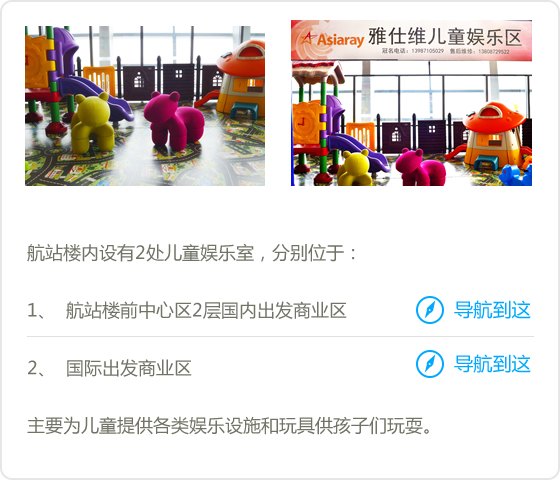 Asiaray 雅仕维儿童娱乐区
冠名电话：13987105029 售后维修：13608729522
航站楼内设有2处儿童娱乐室，分别位于：
1、 航站楼前中心区2层国内出发商业区 导航到这
2、 国际出发商业区 导航到这
主要为儿童提供各类娱乐设施和玩具供孩子们玩耍。